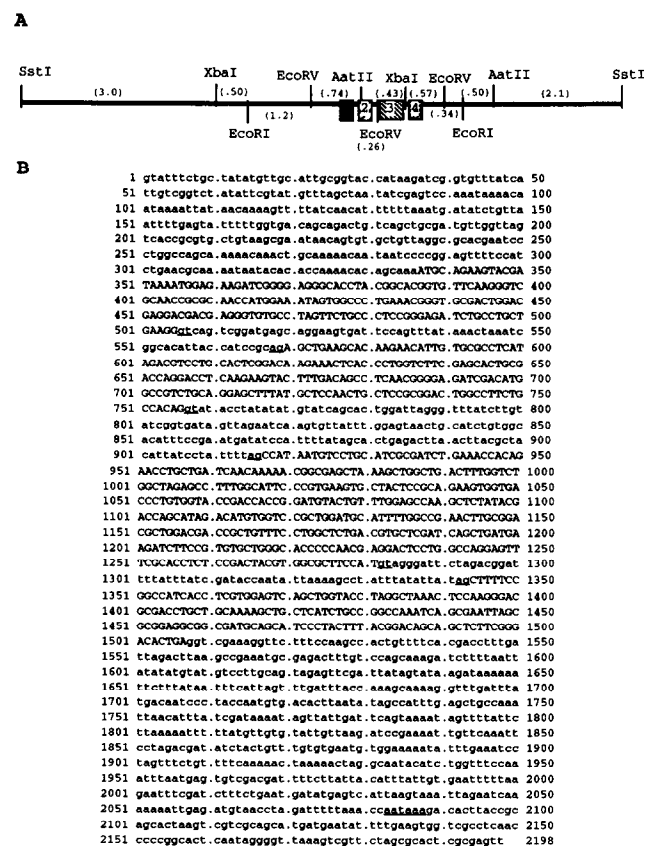 A
SstI XbaI EcoRV AatII XbaI EcoRV AatII SstI
(3.0) (.50) (.74) (.43) (.57) (.50) (2.1)
(1.2) 2 3 4 (.34)
EcoRI EcoRV EcoRI
(.26)
B
1 gtatttctgc.tatatgttgc.attgcggtac.cataagatcg.gtgtttatca 50
51 ttgtcggtct.atattcgtat.gtttagctaa.tatcgagtcc.aaataaaaca 100
101 ataaaattat.aacaaaagtt.ttatcaacat.tttttaaatg.atatctgtta 150
151 attttgagta.tttttggtga.cagcagactg.tcagctgcga.tgttggttag 200
201 tcaccgcgtg.ctgtaagcga.ataacagtgt.gctgttaggc.gcacgaatcc 250
251 ctggccagca.aaaacaaact.gcaaaaacaa.taatccccgg.agttttccat 300
301 ctgaacgcaa.aataatacac.accaaaacac.agcaaaATGC.AGAAGTACGA 350
351 TAAAATGGAG.AAGATCGGGG.AGGGCACCTA.CGGCACGGTG.TTCAAGGGTC 400
401 GCAACCGCGC.AACCATGGAA.ATAGTGGCCC.TGAAACGGGT.GCGACTGGAC 450
451 GAGGACGACG.AGGGTGTGCC.TAGTTCTGCC.CTCCGGGAGA.TCTGCCTGCT 500
501 GAAGGgtcag.tcggatgagc.aggaagtgat.tccagtttat.aaactaaatc 550
551 ggcacattac.catccgcagA.GCTGAAGCAC.AAGAACATTG.TGCGCCTCAT 600
601 AGACGTCCTG.CACTCGGACA.AGAAACTCAC.CCTGGTCTTC.GAGCACTGCG 650
651 ACCAGGACCT.CAAGAAGTAC.TTTGACAGCC.TCAACGGGGA.GATCGACATG 700
701 GCCGTCTGCA.GGAGCTTTAT.GCTCCAACTG.CTCCGCGGAC.TGGCCTTCTG 750
751 CCACAGgtat.acctatatat.gtatcagcac.tggattaggg.tttatcttgt 800
801 atcggtgata.gttagaatca.agtgttattt.ggtaactatg.catctgtggc 850
851 acatttccga.atgatatcca.ttttatagca.ctgagactta.acttacgcta 900
901 cattatccta.ttttagCCAT.AATGTCCTGC.ATCGCGATCT.GAAACCACAG 950
951 AACCTGCTGA.TCAACAAAAA.CGGCGAGCTA.AAGCTGGCTG.ACTTTGGTCT 1000
1001 GGCTAGAGCC.TTTGGCATTC.CCGTGAAGTG.CTACTCCGCA.GAAGTGGTGA 1050
1051 CCCTGTGGTA.CCGACCACCG.GATGTACTGT.TTGGAGCCAA.GCTCTATACG 1100
1101 ACCAGCATAG.ACATGTGGTC.CGCTGGATGC.ATTTTGGCCG.AACTTGCGGA 1150
1151 CGCTGGACGA.CCGCTGTTTC.CTGGCTCTGA.CGTGCTCGAT.CAGCTGATGA 1200
1201 AGATCTTCCG.TGTGCTGGGC.ACCCCCAACG.AGGACTCCTG.GCCAGGAGTT 1250
1251 TCGCACCTCT.CCGACTACGT.GGCGCTTCCA.Tgtagggatt.ctagacggat 1300
1301 tttatttatc.gataccaata.ttaaaagcct.atttatatta.tagCTTTTCC 1350
1351 GGCCATCACC.TCGTGGAGTC.AGCTGGTACC.TAGGCTAAAC.TCCAAGGGAC 1400
1401 GCGACCTGCT.GCAAAAGCTG.CTCATCTGCC.GGCCAAATCA.GCGAATTAGC 1450
1451 GCGGAGGCGG.CGATGCAGCA.TCCCTACTTT.ACGGACAGCA.GCTCTTCGGG 1500
1501 ACACTGAggt.cgaaaggttc.tttccaagcc.actgttttca.cgacctttga 1550
1551 ttagacttaa.gccgaaatgc.gagactttgt.ccagcaaaga.tcttttaatt 1600
1601 atatatgtat.gtccttgcag.tagagttcga.ttatagtata.agataaaaaa 1650
1651 ttctttataa.tttcattagt.ttgatttacc.aaagcaaaag.gtttgattta 1700
1701 tgacaatccc.taccaatgtg.acacttaata.tagccatttg.agctgccaaa 1750
1751 ttaacattta.tcgataaaat.agttattgat.tcagtaaaat.agttttattc 1800
1801 ttaaaaattt.tttatgttgtg.tattgttaag.atccgaaaat.tgttcaaatt 1850
1851 cctagacgat.atctactgtt.tgtgtgaatg.tggaaaaata.tttgaaatcc 1900
1901 tagtttctgt.tttcaaaaac.taaaaactag.gcaatacatc.tggtttccaa 1950
1951 atttaatgag.tgtcgacgat.tttcttatta.catttattgt.gaatttttaa 2000
2001 gaatttcgat.ctttctgaat.gatatgagtc.attaagtaaa.ttagaatcaa 2050
2051 aaaaattgag.atgtaaccta.gatttttaaa.ccaataaaga.cacttaccgc 2100
2101 agcactaagt.cgtcgcagca.tgatgaatat.tttgaagtgg.tcgcctcaac 2150
2151 ccccggcact.caataggggt.taaagtcgtt.ctagcgcact.cgcgagtt 2198